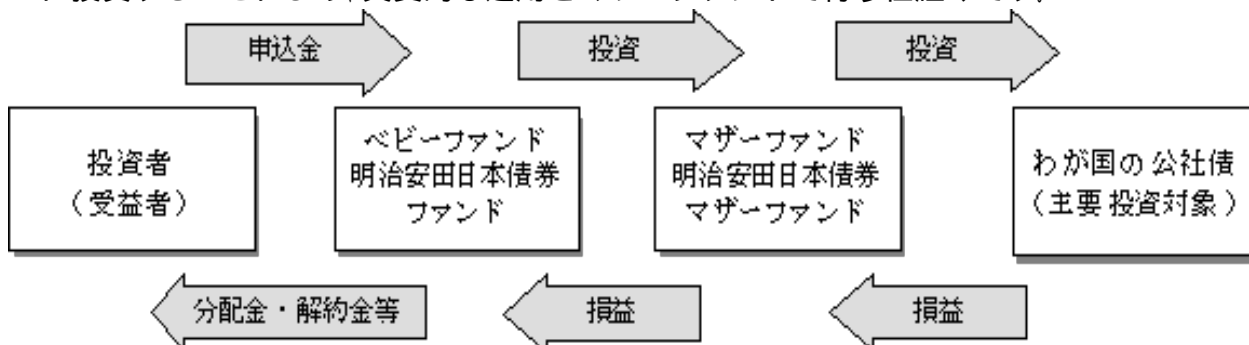 申込金
投資
投資
投資者
（受益者）
ベビーファンド
明治安田日本債券
ファンド
マザーファンド
明治安田日本債券
マザーファンド
わが国の公社債
（主要投資対象）
分配金・解約金等
損益
損益